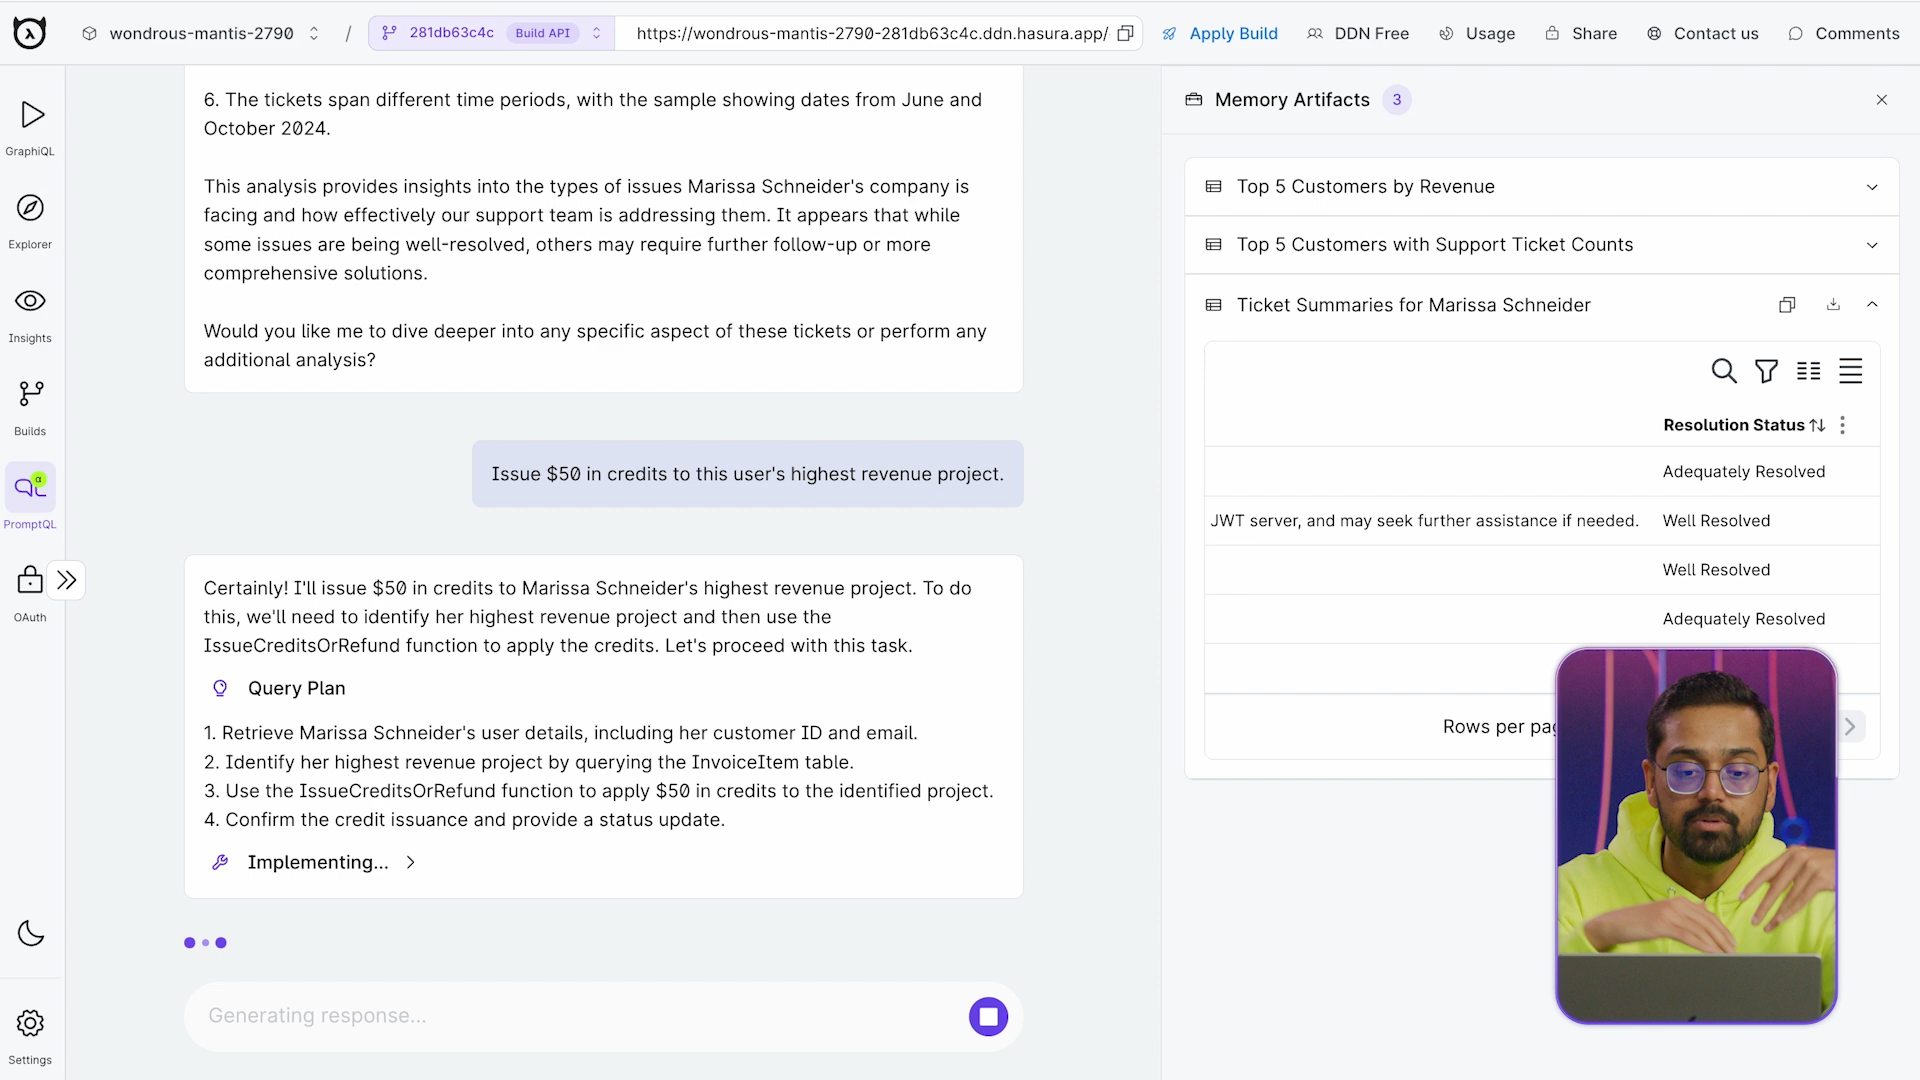 wondrous-mantis-2790
/
281db63c4c
Build API
https://wondrous-mantis-2790-281db63c4c.ddn.hasura.app/
Apply Build
DDN Free
Usage
Share
Contact us
Comments
GraphiQL
Explorer
Insights
Builds
α
PromptQL
OAuth
Settings
6. The tickets span different time periods, with the sample showing dates from June and
October 2024.
This analysis provides insights into the types of issues Marissa Schneider's company is
facing and how effectively our support team is addressing them. It appears that while
some issues are being well-resolved, others may require further follow-up or more
comprehensive solutions.
Would you like me to dive deeper into any specific aspect of these tickets or perform any
additional analysis?
Issue $50 in credits to this user's highest revenue project.
Certainly! I'll issue $50 in credits to Marissa Schneider's highest revenue project. To do
this, we'll need to identify her highest revenue project and then use the
IssueCreditsOrRefund function to apply the credits. Let's proceed with this task.
Query Plan
1. Retrieve Marissa Schneider's user details, including her customer ID and email.
2. Identify her highest revenue project by querying the InvoiceItem table.
3. Use the IssueCreditsOrRefund function to apply $50 in credits to the identified project.
4. Confirm the credit issuance and provide a status update.
Implementing...
Generating response...
Memory Artifacts 3
Top 5 Customers by Revenue
Top 5 Customers with Support Ticket Counts
Ticket Summaries for Marissa Schneider
Resolution Status
Adequately Resolved
JWT server, and may seek further assistance if needed. Well Resolved
Well Resolved
Adequately Resolved
Rows per